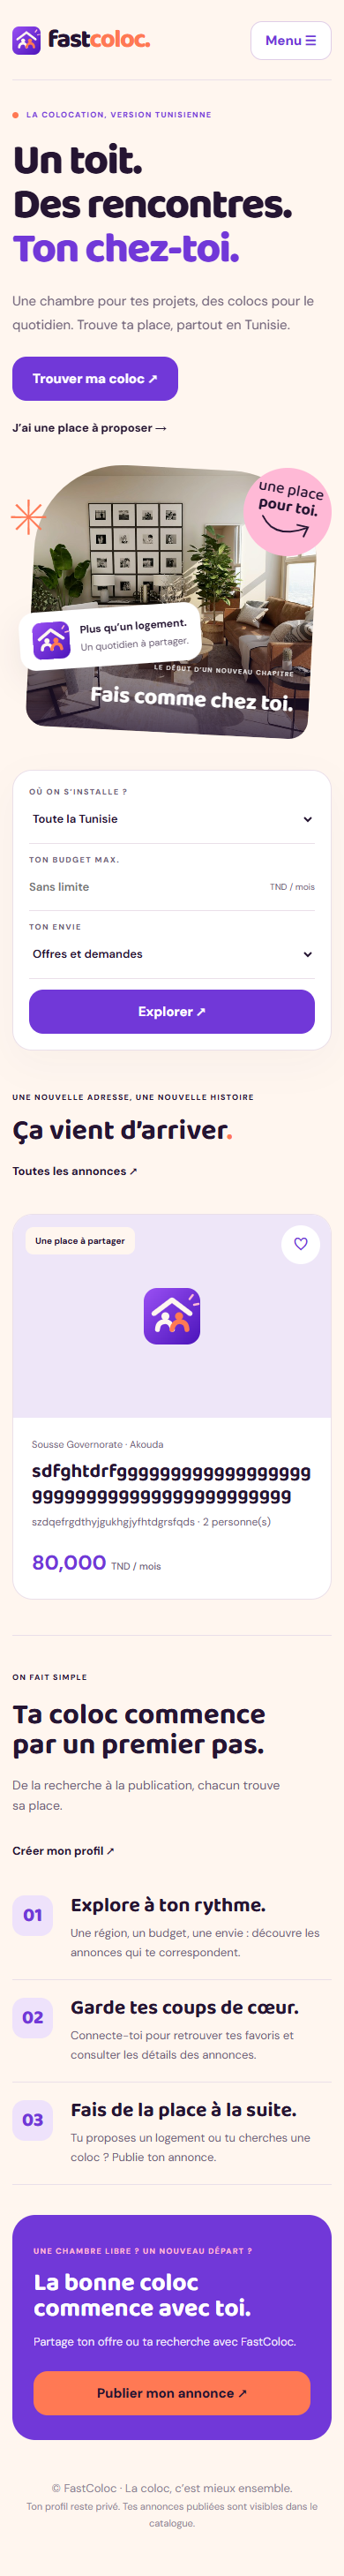 fastcoloc.
Menu ☰
LA COLOCATION, VERSION TUNISIENNE
Un toit.
Des rencontres.
Ton chez-toi.
Une chambre pour tes projets, des colocs pour le
quotidien. Trouve ta place, partout en Tunisie.
Trouver ma coloc ↗
J’ai une place à proposer →
une place
pour toi.
Plus qu’un logement.
Un quotidien à partager.
LE DÉBUT D’UN NOUVEAU CHAPITRE
Fais comme chez toi.
OÙ ON S’INSTALLE ?
Toute la Tunisie
TON BUDGET MAX.
Sans limite
TND / mois
TON ENVIE
Offres et demandes
Explorer ↗
UNE NOUVELLE ADRESSE, UNE NOUVELLE HISTOIRE
Ça vient d’arriver.
Toutes les annonces ↗
Une place à partager
Sousse Governorate · Akouda
sdfghtdrfgggggggggggggggggg
gggggggggggggggggggggggg
szdqefrgdthyjgukhgjyfhtdgrsfqds · 2 personne(s)
80,000 TND / mois
ON FAIT SIMPLE
Ta coloc commence
par un premier pas.
De la recherche à la publication, chacun trouve
sa place.
Créer mon profil ↗
01
Explore à ton rythme.
Une région, un budget, une envie : découvre les
annonces qui te correspondent.
02
Garde tes coups de cœur.
Connecte-toi pour retrouver tes favoris et
consulter les détails des annonces.
03
Fais de la place à la suite.
Tu proposes un logement ou tu cherches une
coloc ? Publie ton annonce.
UNE CHAMBRE LIBRE ? UN NOUVEAU DÉPART ?
La bonne coloc
commence avec toi.
Partage ton offre ou ta recherche avec FastColoc.
Publier mon annonce ↗
© FastColoc · La coloc, c’est mieux ensemble.
Ton profil reste privé. Tes annonces publiées sont visibles dans le
catalogue.